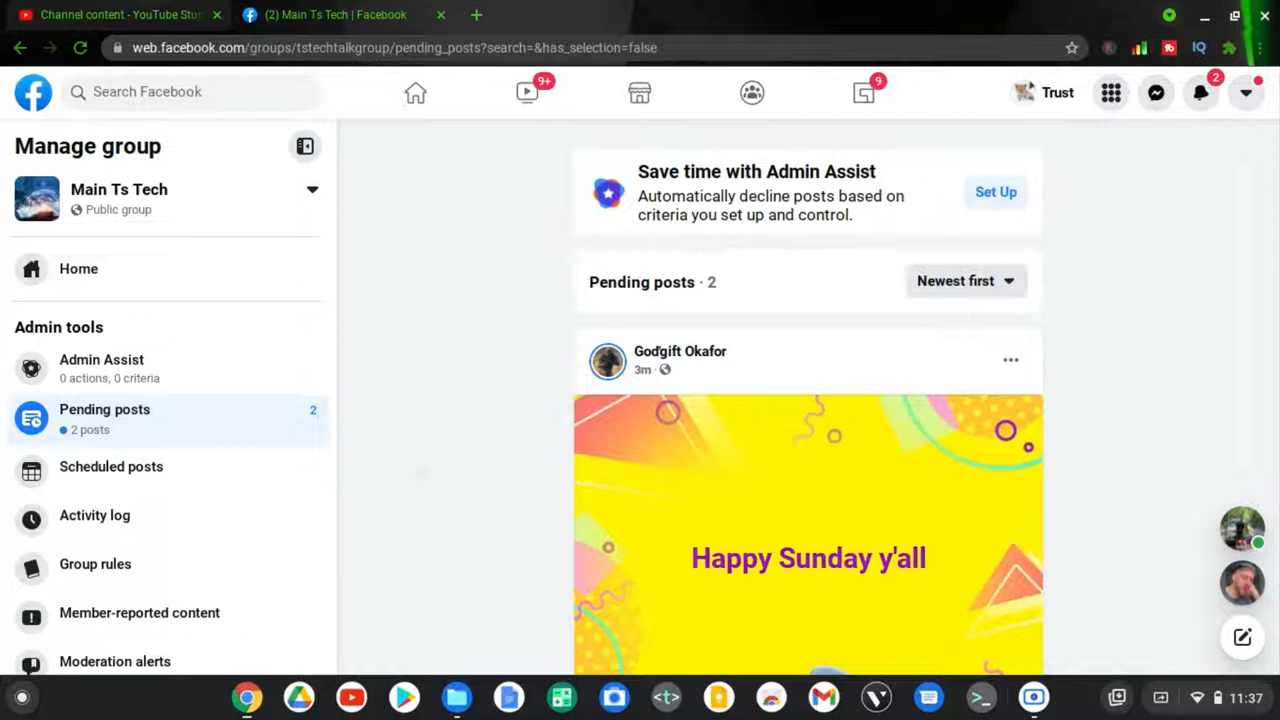 Channel content - YouTube Stu
(2) Main Ts Tech | Facebook
web.facebook.com/groups/tstechtalkgroup/pending_posts?search=&has_selection=false
Search Facebook
9+
9
Trust
2
Manage group
Main Ts Tech
Public group
Home
Admin tools
Admin Assist
0 actions, 0 criteria
Pending posts
2
2 posts
Scheduled posts
Activity log
Group rules
Member-reported content
Moderation alerts
Save time with Admin Assist
Automatically decline posts based on
criteria you set up and control.
Set Up
Pending posts · 2
Newest first
God'gift Okafor
3m ·
Happy Sunday y'all
11:37